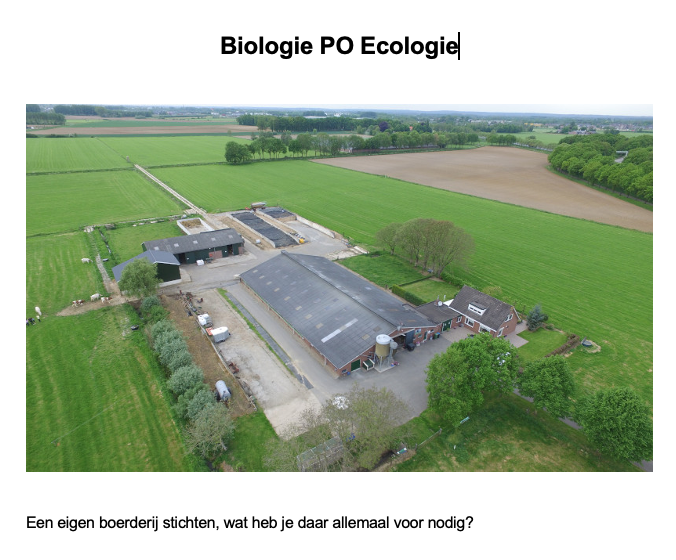 Biologie PO Ecologie
Een eigen boerderij stichten, wat heb je daar allemaal voor nodig?